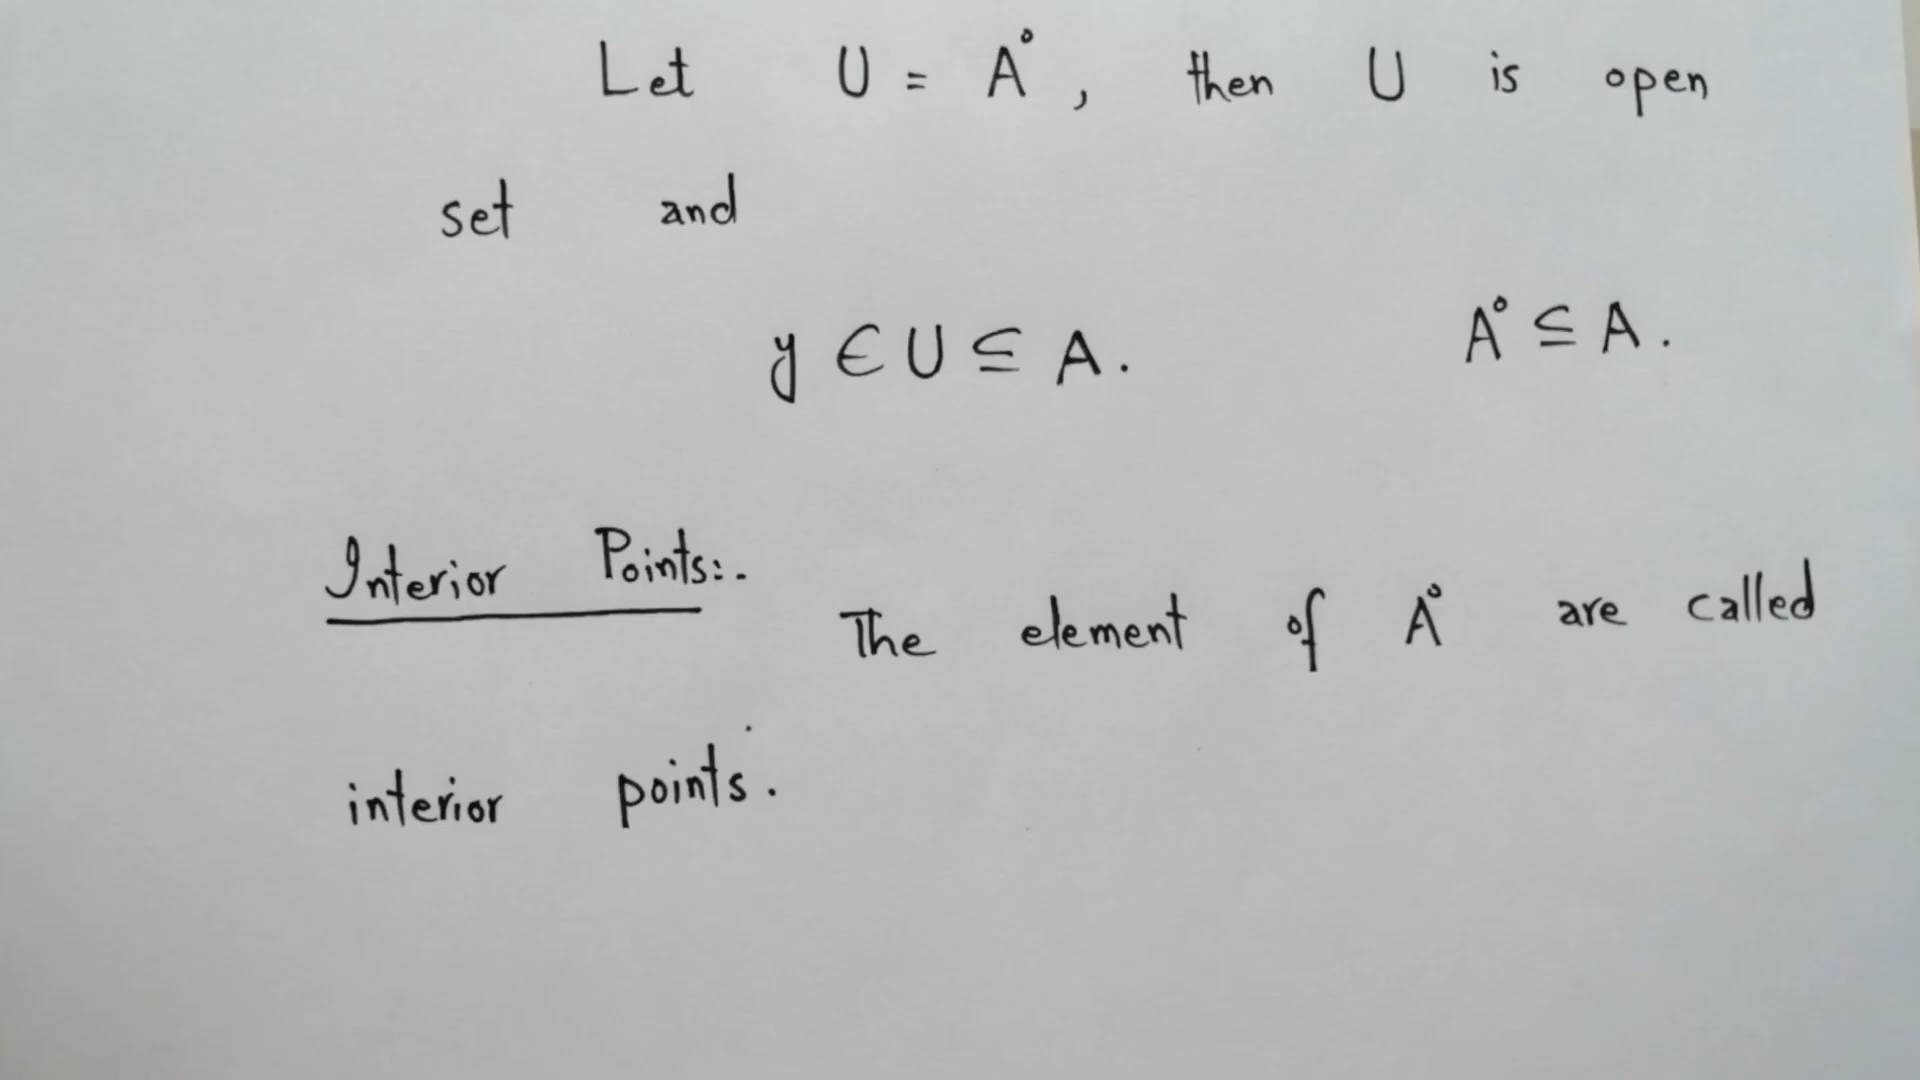 Let U = A°, then U is open
set and
y ∈ U ⊆ A. A° ⊆ A.
Interior Points:-
The element of A° are called
interior points.